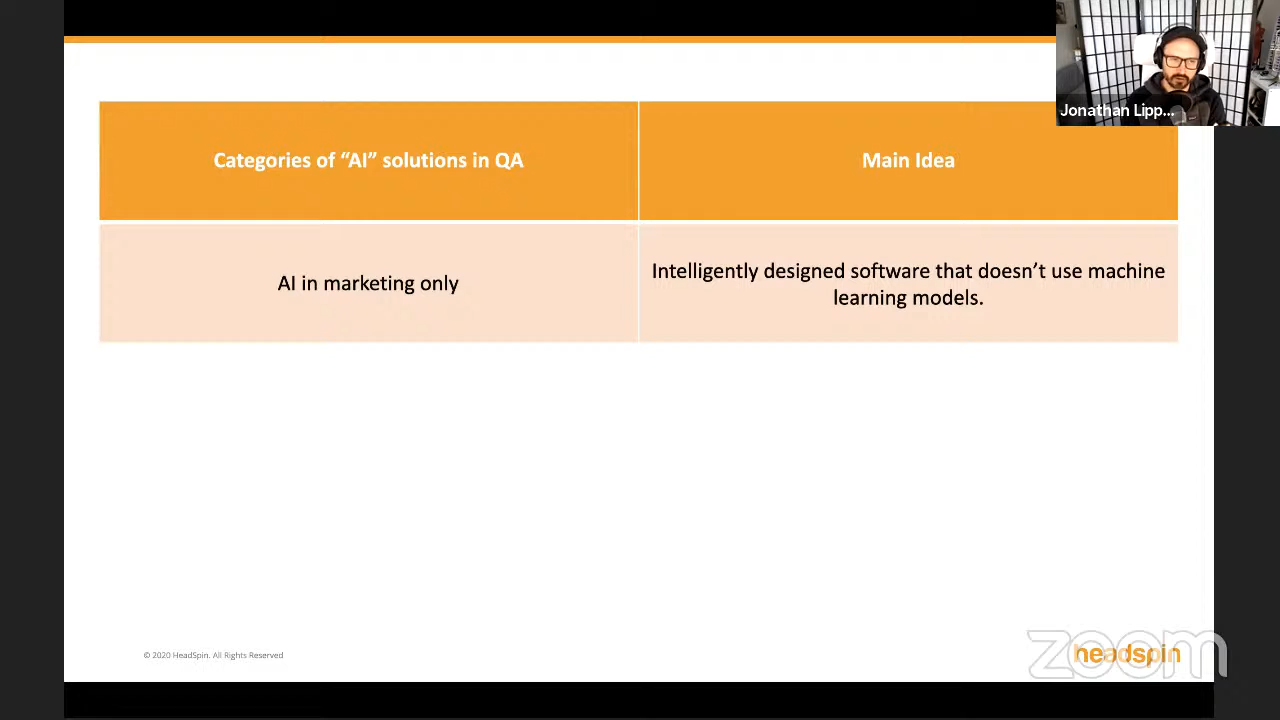 Jonathan Lipp...
Categories of “AI” solutions in QA
Main Idea
AI in marketing only
Intelligently designed software that doesn’t use machine
learning models.
© 2020 HeadSpin. All Rights Reserved
headspin
zoom